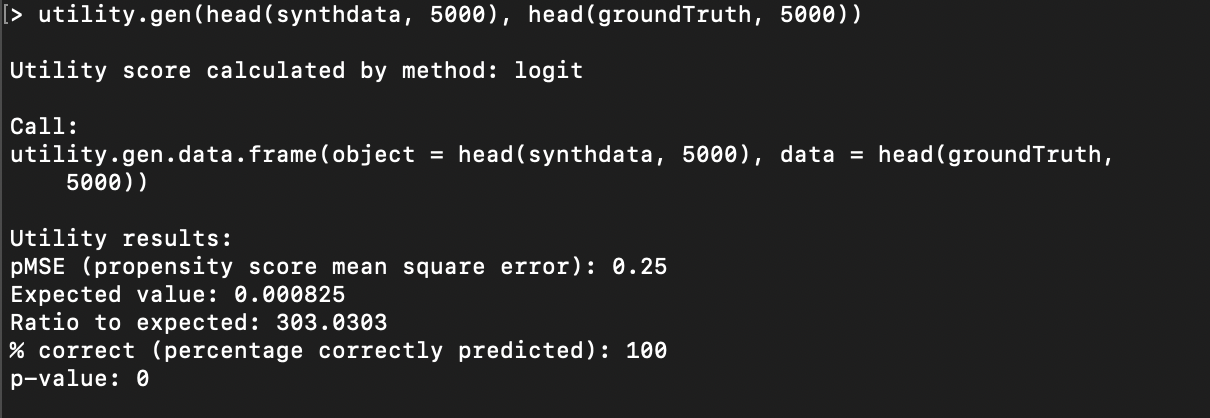 [> utility.gen(head(synthdata, 5000), head(groundTruth, 5000))
Utility score calculated by method: logit
Call:
utility.gen.data.frame(object = head(synthdata, 5000), data = head(groundTruth,
5000))
Utility results:
pMSE (propensity score mean square error): 0.25
Expected value: 0.000825
Ratio to expected: 303.0303
% correct (percentage correctly predicted): 100
p-value: 0